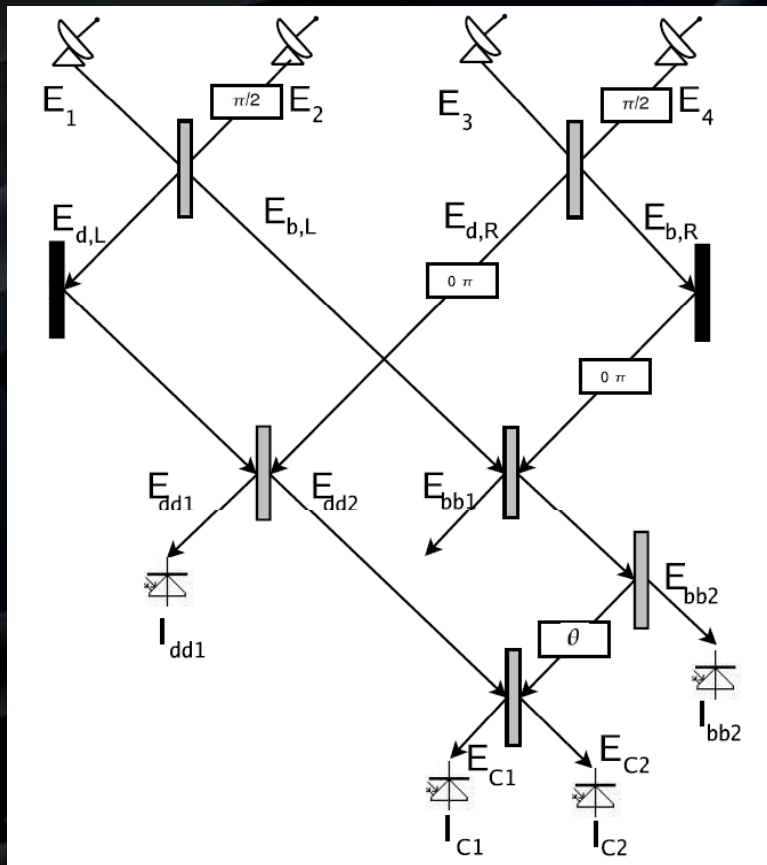 π/2
π/2
E1
E2
E3
E4
Ed,L
Eb,L
Ed,R
Eb,R
0 π
0 π
Edd1
Edd2
Ebb1
Ebb2
θ
Idd1
Ibb2
EC1
EC2
IC1
IC2